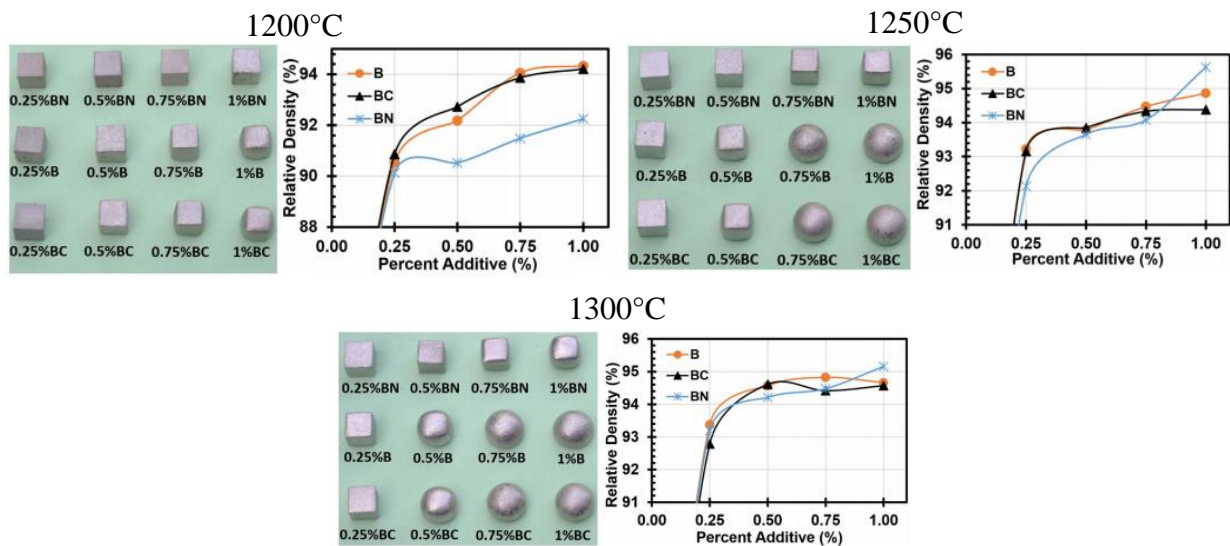 1200°C
0.25%BN 0.5%BN 0.75%BN 1%BN
0.25%B 0.5%B 0.75%B 1%B
0.25%BC 0.5%BC 0.75%BC 1%BC
Relative Density (%)
94
92
90
88
B
BC
BN
0.00 0.25 0.50 0.75 1.00
Percent Additive (%)
1250°C
0.25%BN 0.5%BN 0.75%BN 1%BN
0.25%B 0.5%B 0.75%B 1%B
0.25%BC 0.5%BC 0.75%BC 1%BC
Relative Density (%)
96
95
94
93
92
91
B
BC
BN
0.00 0.25 0.50 0.75 1.00
Percent Additive (%)
1300°C
0.25%BN 0.5%BN 0.75%BN 1%BN
0.25%B 0.5%B 0.75%B 1%B
0.25%BC 0.5%BC 0.75%BC 1%BC
Relative Density (%)
96
95
94
93
92
91
B
BC
BN
0.00 0.25 0.50 0.75 1.00
Percent Additive (%)